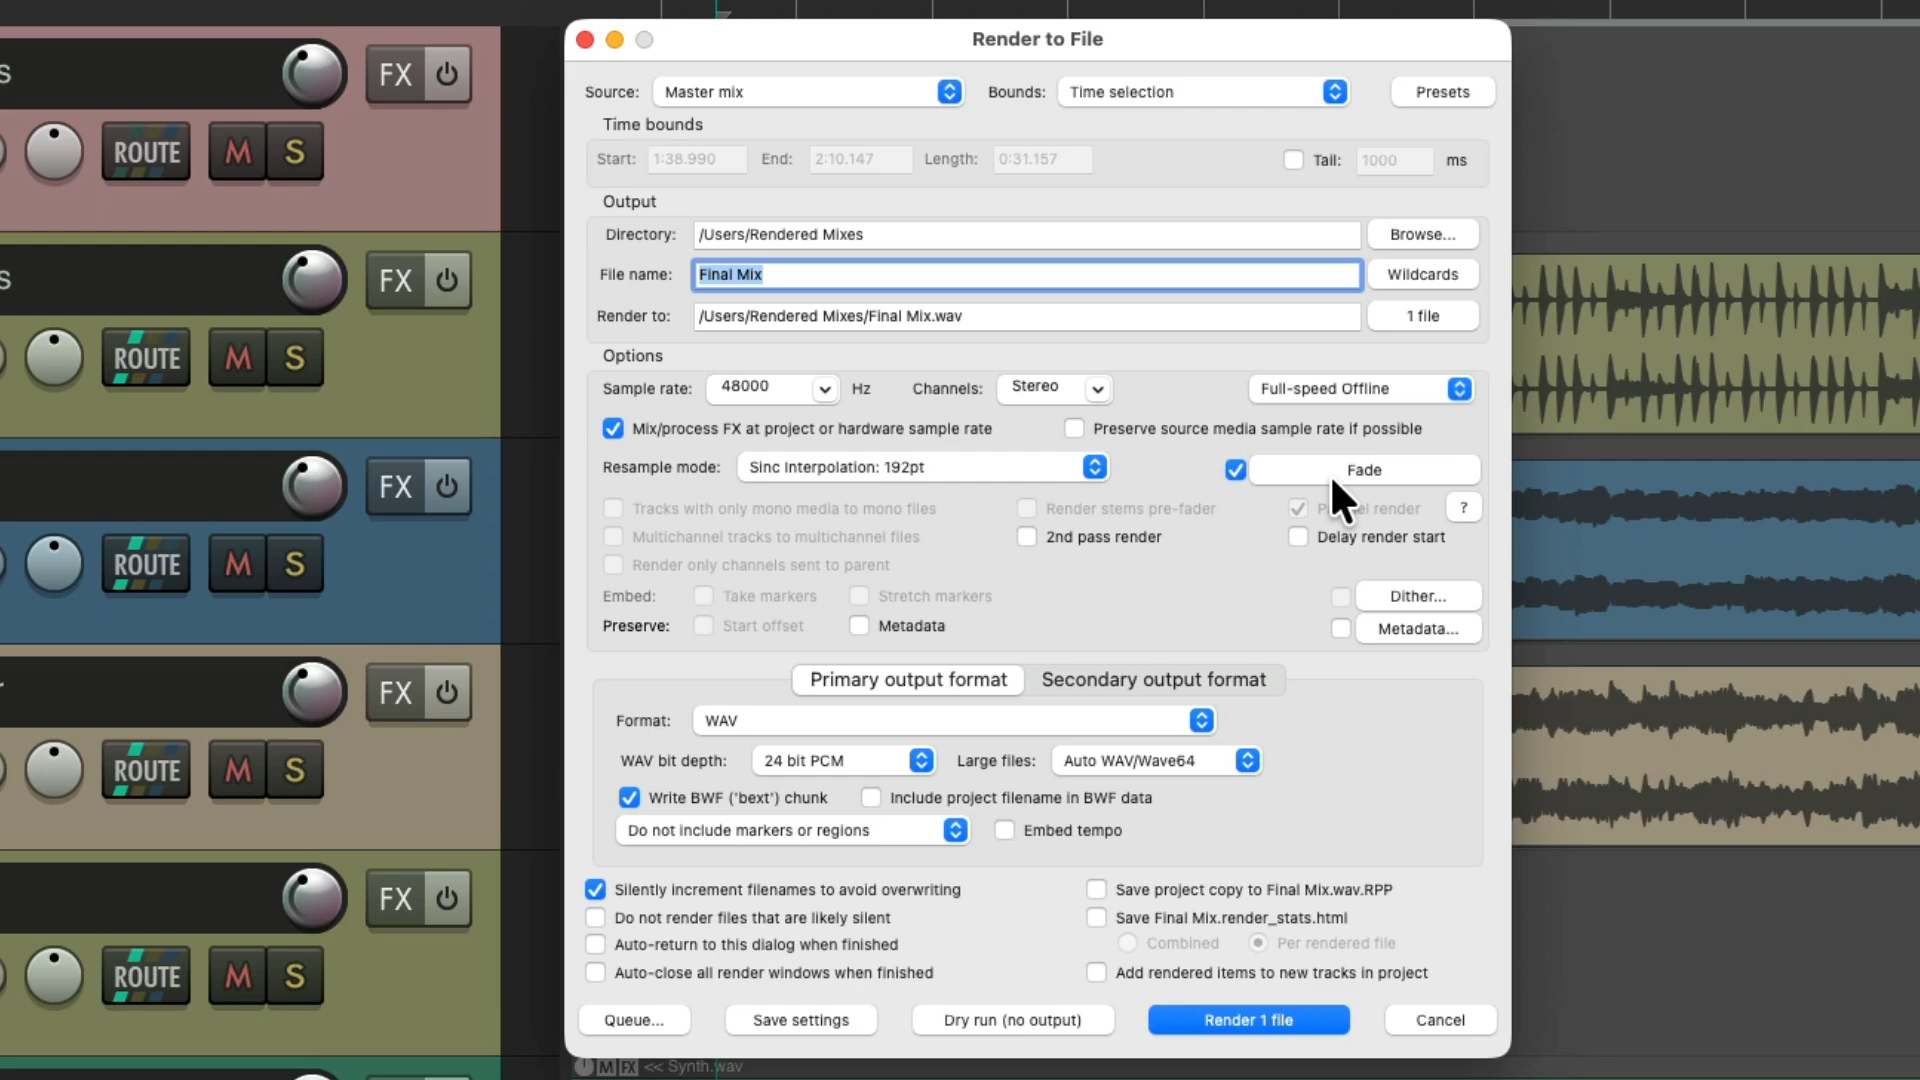 Render to File
Source: Master mix Bounds: Time selection Presets
Time bounds
Start: 1:38.990 End: 2:10.147 Length: 0:31.157 Tail: 1000 ms
Output
Directory: /Users/Rendered Mixes Browse...
File name: Final Mix Wildcards
Render to: /Users/Rendered Mixes/Final Mix.wav 1 file
Options
Sample rate: 48000 Hz Channels: Stereo Full-speed Offline
Mix/process FX at project or hardware sample rate Preserve source media sample rate if possible
Resample mode: Sinc Interpolation: 192pt Fade
Tracks with only mono media to mono files Render stems pre-fader render ?
Multichannel tracks to multichannel files 2nd pass render Delay render start
Render only channels sent to parent
Embed: Take markers Stretch markers Dither...
Preserve: Start offset Metadata Metadata...
Primary output format Secondary output format
Format: WAV
WAV bit depth: 24 bit PCM Large files: Auto WAV/Wave64
Write BWF ('bext') chunk Include project filename in BWF data
Do not include markers or regions Embed tempo
Silently increment filenames to avoid overwriting Save project copy to Final Mix.wav.RPP
Do not render files that are likely silent Save Final Mix.render_stats.html
Combined Per rendered file
Auto-return to this dialog when finished
Auto-close all render windows when finished Add rendered items to new tracks in project
Queue... Save settings Dry run (no output) Render 1 file Cancel
s FX
ROUTE M S
s FX
ROUTE M S
FX
ROUTE M S
r FX
ROUTE M S
FX
ROUTE M S
M FX << Synth.wav